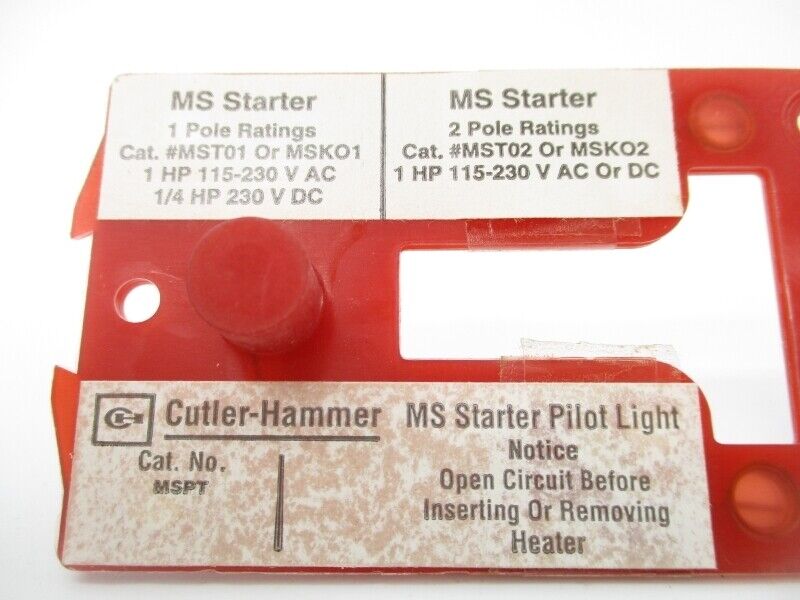 MS Starter
1 Pole Ratings
Cat. #MST01 Or MSKO1
1 HP 115-230 V AC
1/4 HP 230 V DC
MS Starter
2 Pole Ratings
Cat. #MST02 Or MSKO2
1 HP 115-230 V AC Or DC
CH Cutler-Hammer
Cat. No.
MSPT
MS Starter Pilot Light
Notice
Open Circuit Before
Inserting Or Removing
Heater